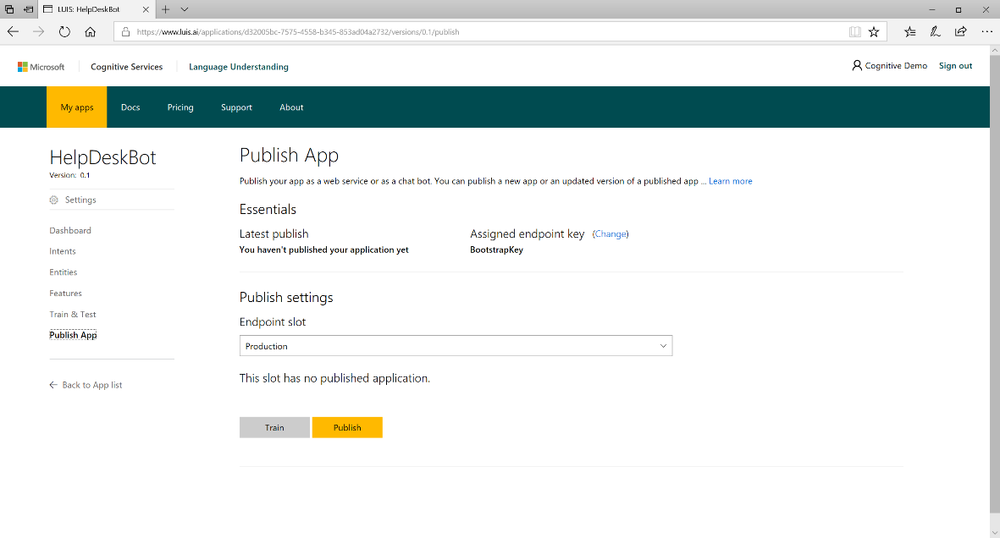 LUIS: HelpDeskBot
https://www.luis.ai/applications/d32005bc-7575-4558-b345-853ad04a2732/versions/0.1/publish
Microsoft Cognitive Services Language Understanding Cognitive Demo Sign out
My apps Docs Pricing Support About
HelpDeskBot
Version: 0.1
Settings
Dashboard
Intents
Entities
Features
Train & Test
Publish App
Back to App list
Publish App
Publish your app as a web service or as a chat bot. You can publish a new app or an updated version of a published app ... Learn more
Essentials
Latest publish
You haven't published your application yet
Assigned endpoint key (Change)
BootstrapKey
Publish settings
Endpoint slot
Production
This slot has no published application.
Train Publish